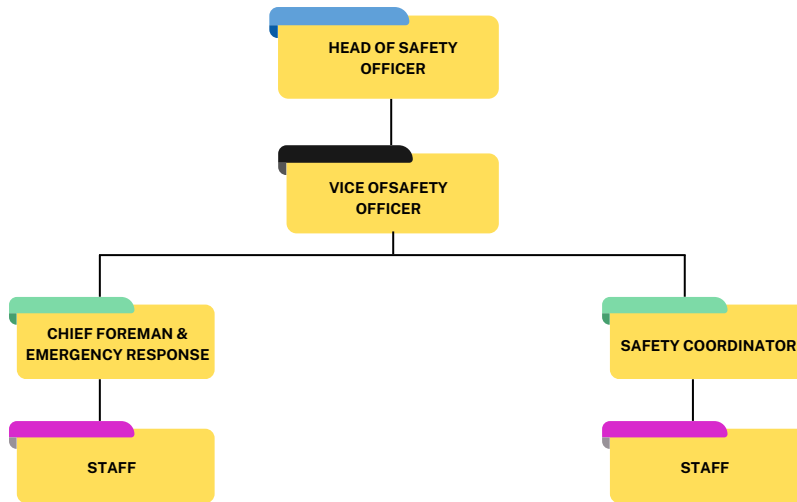 HEAD OF SAFETY
OFFICER
VICE OFSAFETY
OFFICER
CHIEF FOREMAN &
EMERGENCY RESPONSE
SAFETY COORDINATOR
STAFF
STAFF